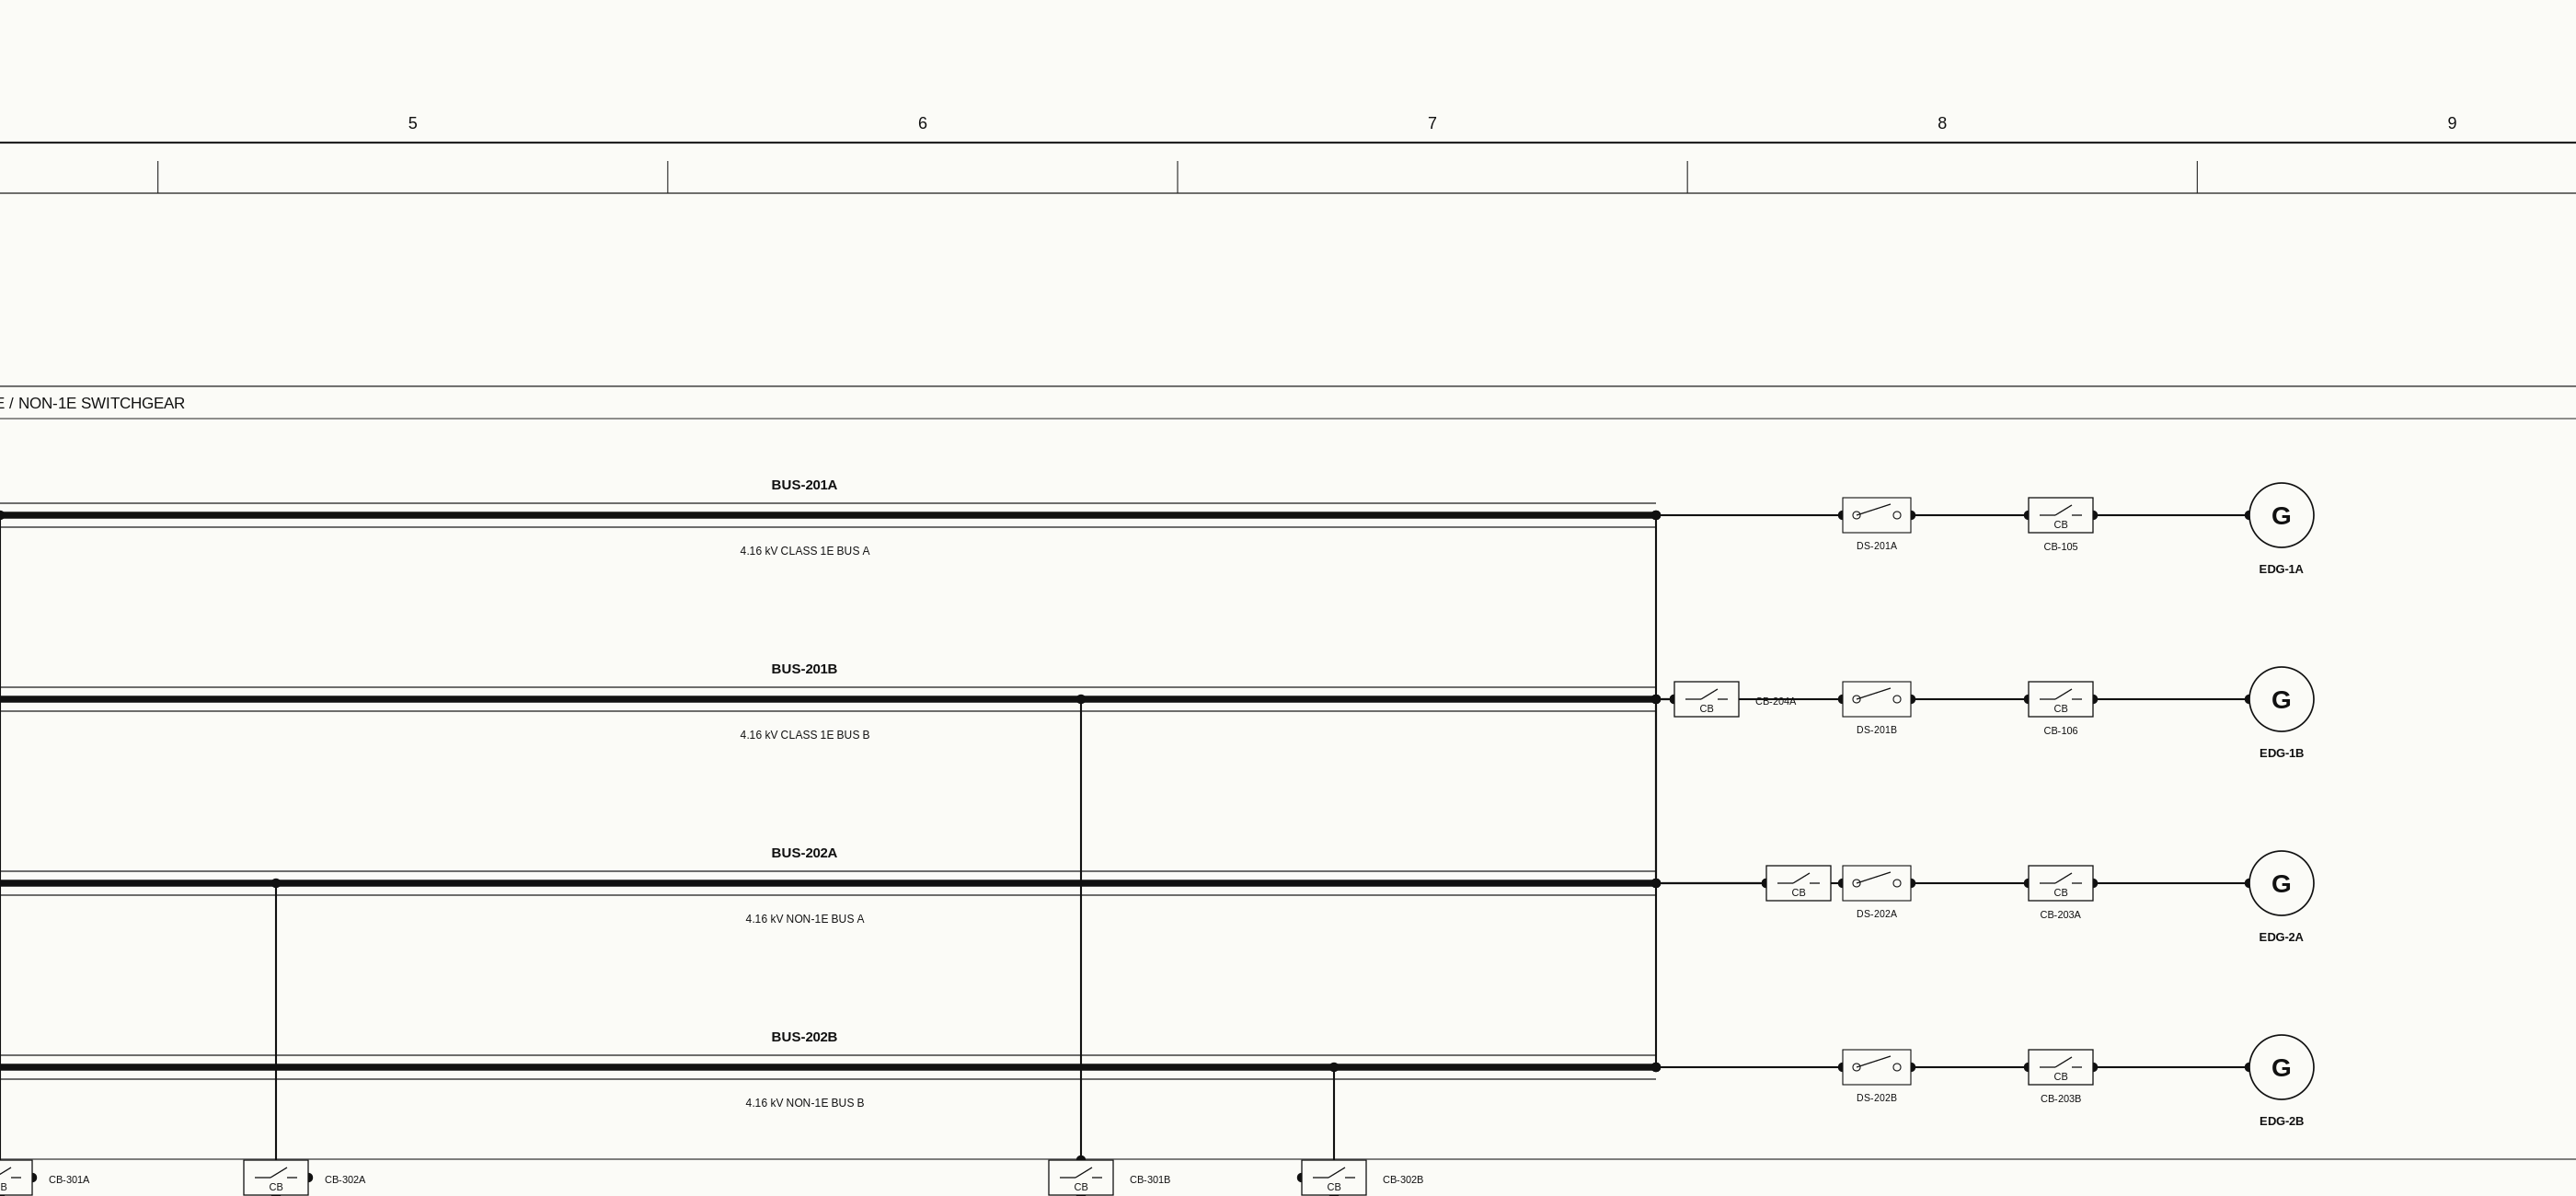 5 6 7 8 9
E / NON-1E SWITCHGEAR
BUS-201A
4.16 kV CLASS 1E BUS A
DS-201A
CB
CB-105
G
EDG-1A
BUS-201B
4.16 kV CLASS 1E BUS B
CB
CB-204A
DS-201B
CB
CB-106
G
EDG-1B
BUS-202A
4.16 kV NON-1E BUS A
CB
DS-202A
CB
CB-203A
G
EDG-2A
BUS-202B
4.16 kV NON-1E BUS B
DS-202B
CB
CB-203B
G
EDG-2B
B
CB-301A
CB
CB-302A
CB
CB-301B
CB
CB-302B